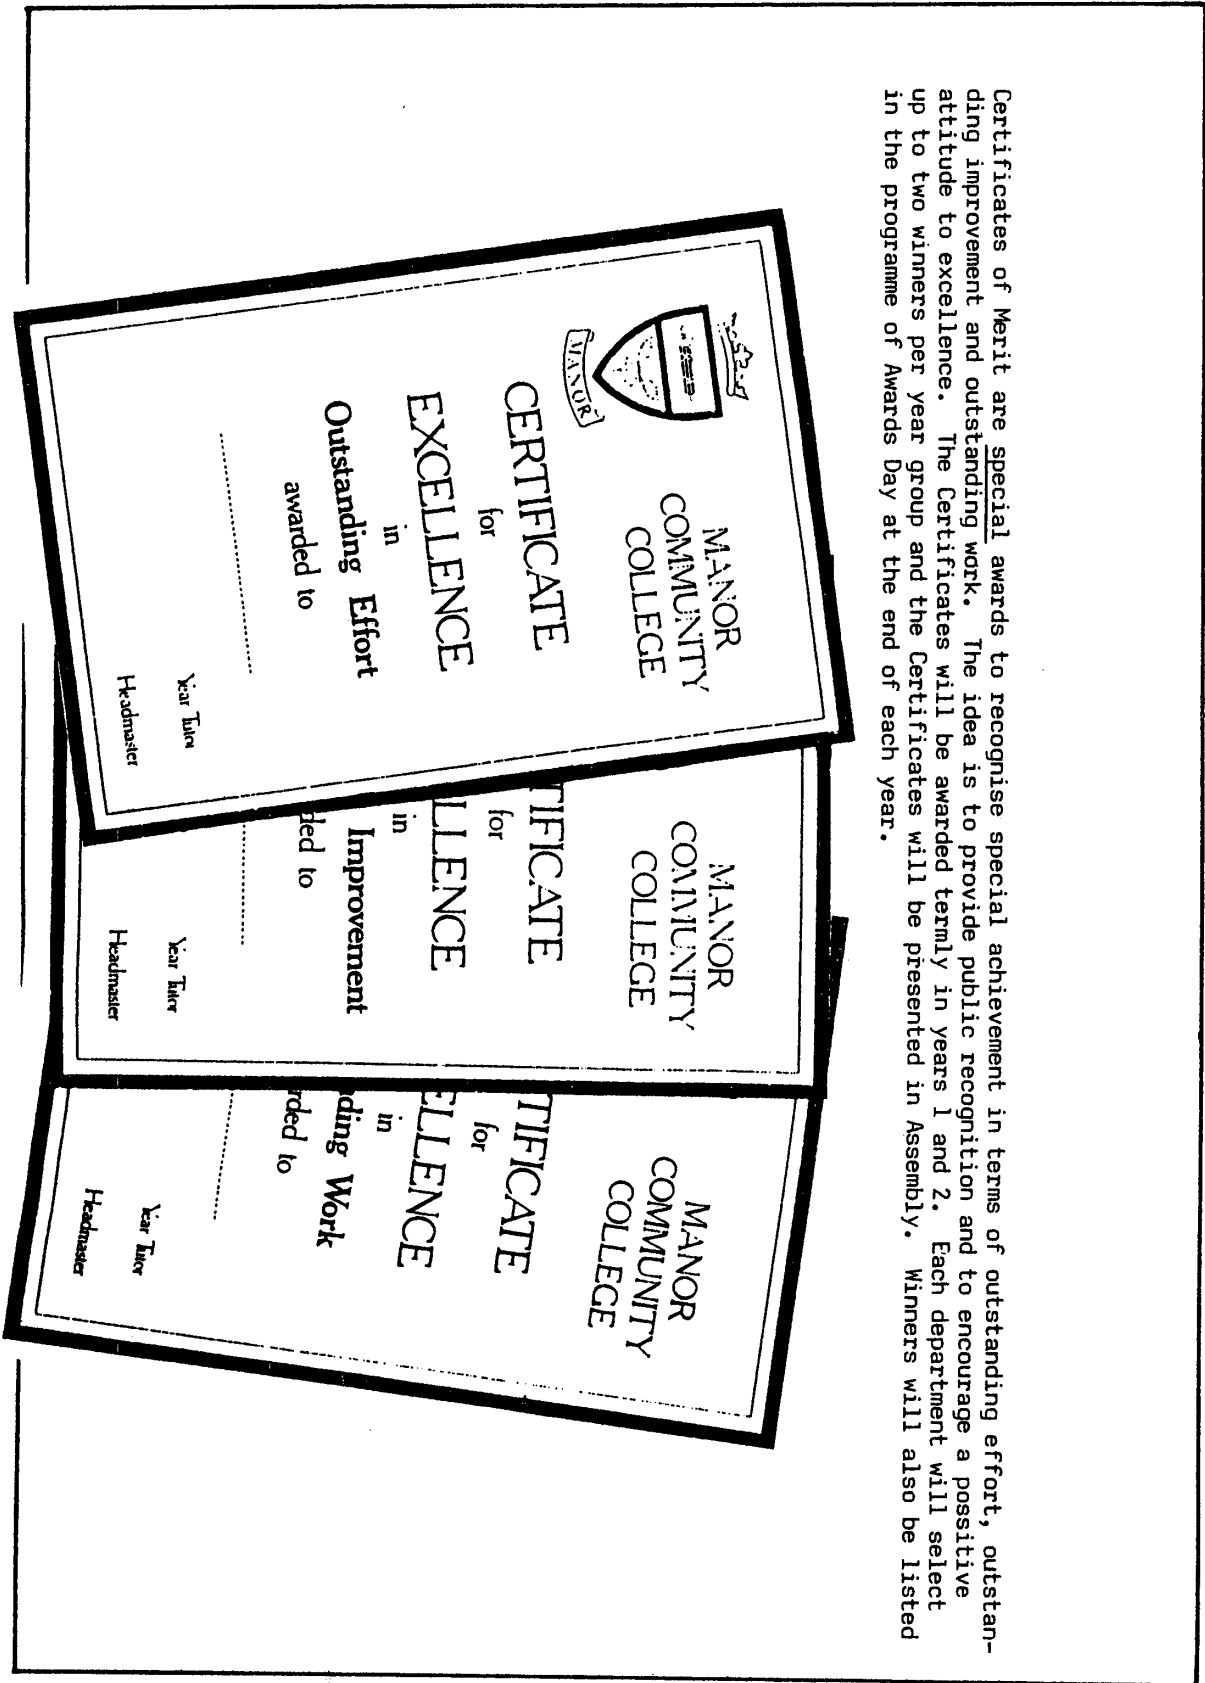 Certificates of Merit are special awards to recognise special achievement in terms of outstanding effort, outstan-
ding improvement and outstanding work. The idea is to provide public recognition and to encourage a possitive
attitude to excellence. The Certificates will be awarded termly in years 1 and 2. Each department will select
up to two winners per year group and the Certificates will be presented in Assembly. Winners will also be listed
in the programme of Awards Day at the end of each year.
MANOR
MANOR
COMMUNITY
COLLEGE
CERTIFICATE
for
EXCELLENCE
in
Outstanding Effort
awarded to
Year Tutor
Headmaster
MANOR
COMMUNITY
COLLEGE
TIFICATE
for
LLENCE
in
Improvement
ded to
Year Tutor
Headmaster
MANOR
COMMUNITY
COLLEGE
TIFICATE
for
ELLENCE
in
ding Work
rded to
Year Tutor
Headmaster